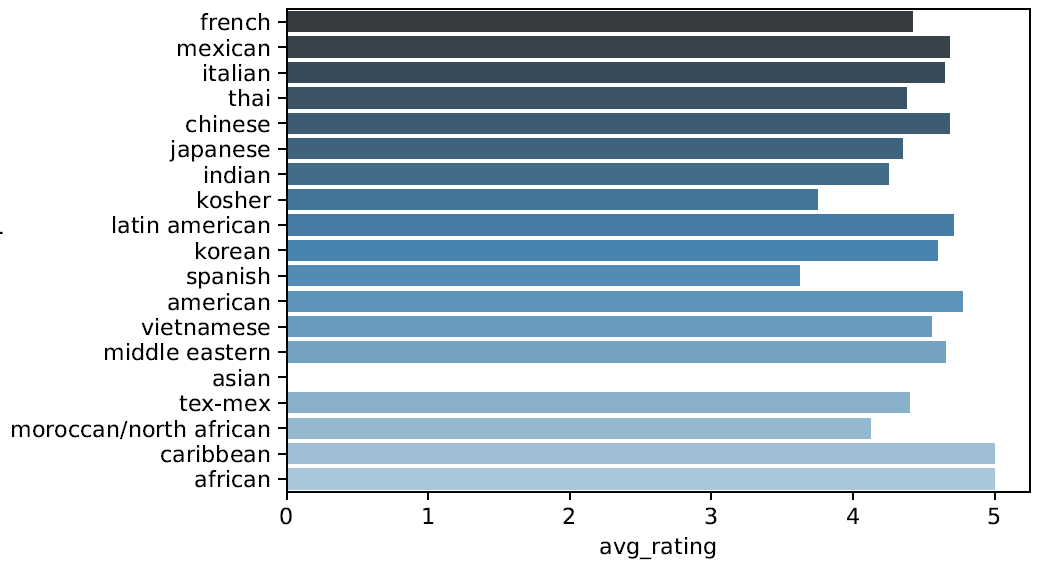 french
mexican
italian
thai
chinese
japanese
indian
kosher
latin american
korean
spanish
american
vietnamese
middle eastern
asian
tex-mex
moroccan/north african
caribbean
african
0 1 2 3 4 5
avg_rating